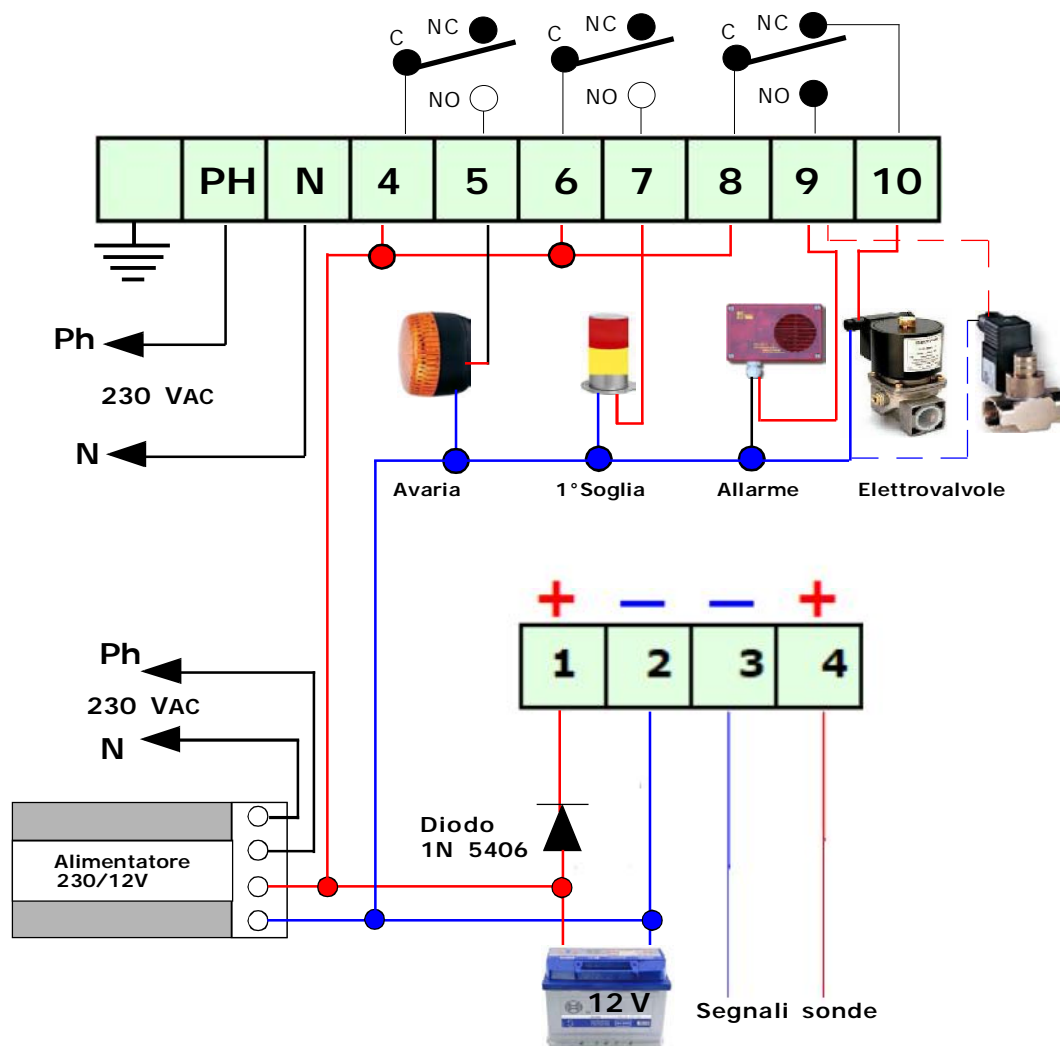 C NC C NC C NC
NO NO NO
PH N 4 5 6 7 8 9 10
Ph
230 VAC
N
Avaria 1°Soglia Allarme Elettrovalvole
+ – – +
1 2 3 4
Ph
230 VAC
N
Diodo
1N 5406
Alimentatore
230/12V
12 V
Segnali sonde